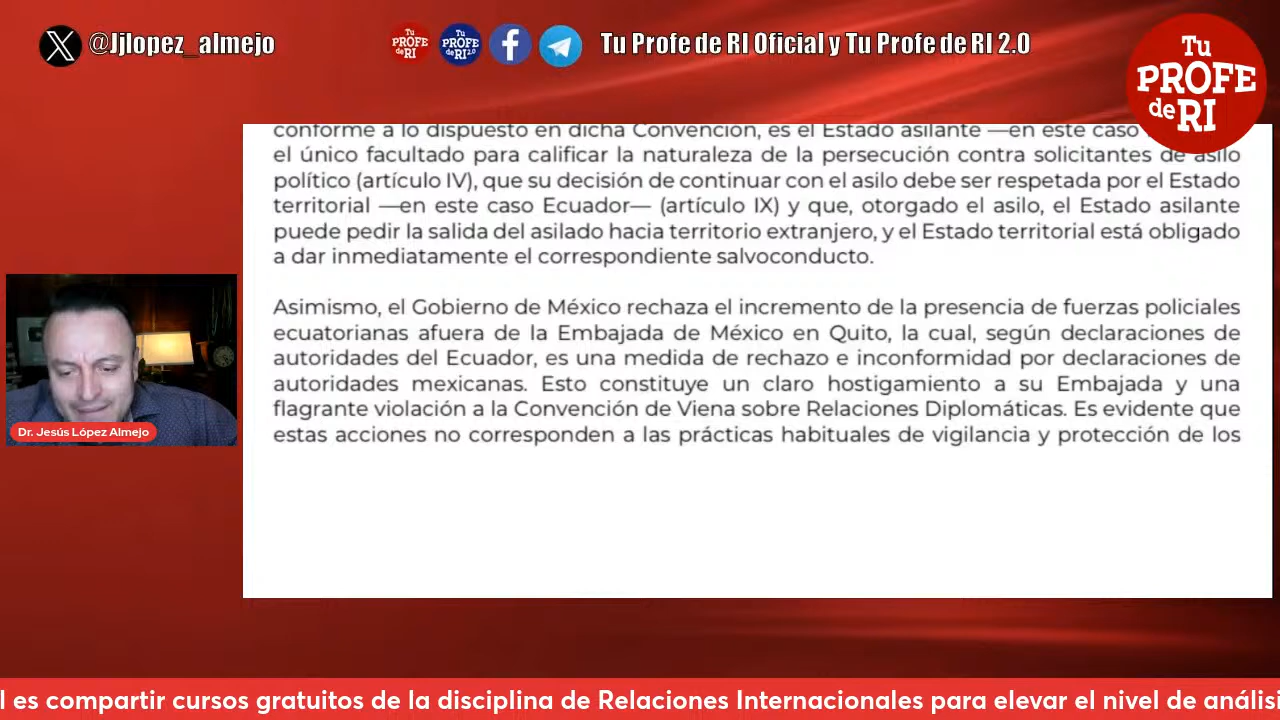 @Jjlopez_almejo
Tu PROFE de RI
Tu PROFE de RI 2.0
Tu Profe de RI Oficial y Tu Profe de RI 2.0
Tu
PROFE
de RI
conforme a lo dispuesto en dicha Convención, es el Estado asilante —en este caso
el único facultado para calificar la naturaleza de la persecución contra solicitantes de asilo
político (artículo IV), que su decisión de continuar con el asilo debe ser respetada por el Estado
territorial —en este caso Ecuador— (artículo IX) y que, otorgado el asilo, el Estado asilante
puede pedir la salida del asilado hacia territorio extranjero, y el Estado territorial está obligado
a dar inmediatamente el correspondiente salvoconducto.
Asimismo, el Gobierno de México rechaza el incremento de la presencia de fuerzas policiales
ecuatorianas afuera de la Embajada de México en Quito, la cual, según declaraciones de
autoridades del Ecuador, es una medida de rechazo e inconformidad por declaraciones de
autoridades mexicanas. Esto constituye un claro hostigamiento a su Embajada y una
flagrante violación a la Convención de Viena sobre Relaciones Diplomáticas. Es evidente que
estas acciones no corresponden a las prácticas habituales de vigilancia y protección de los
Dr. Jesús López Almejo
l es compartir cursos gratuitos de la disciplina de Relaciones Internacionales para elevar el nivel de anális